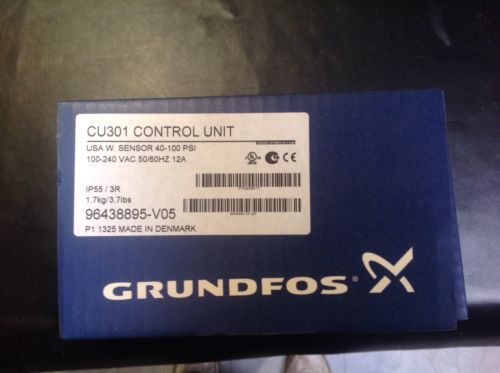 CU301 CONTROL UNIT
USA W. SENSOR 40-100 PSI
100-240 VAC 50/60HZ 12A
IP55 / 3R
1.7kg/3.7lbs
96438895-V05
P1 1325 MADE IN DENMARK
GRUNDFOS